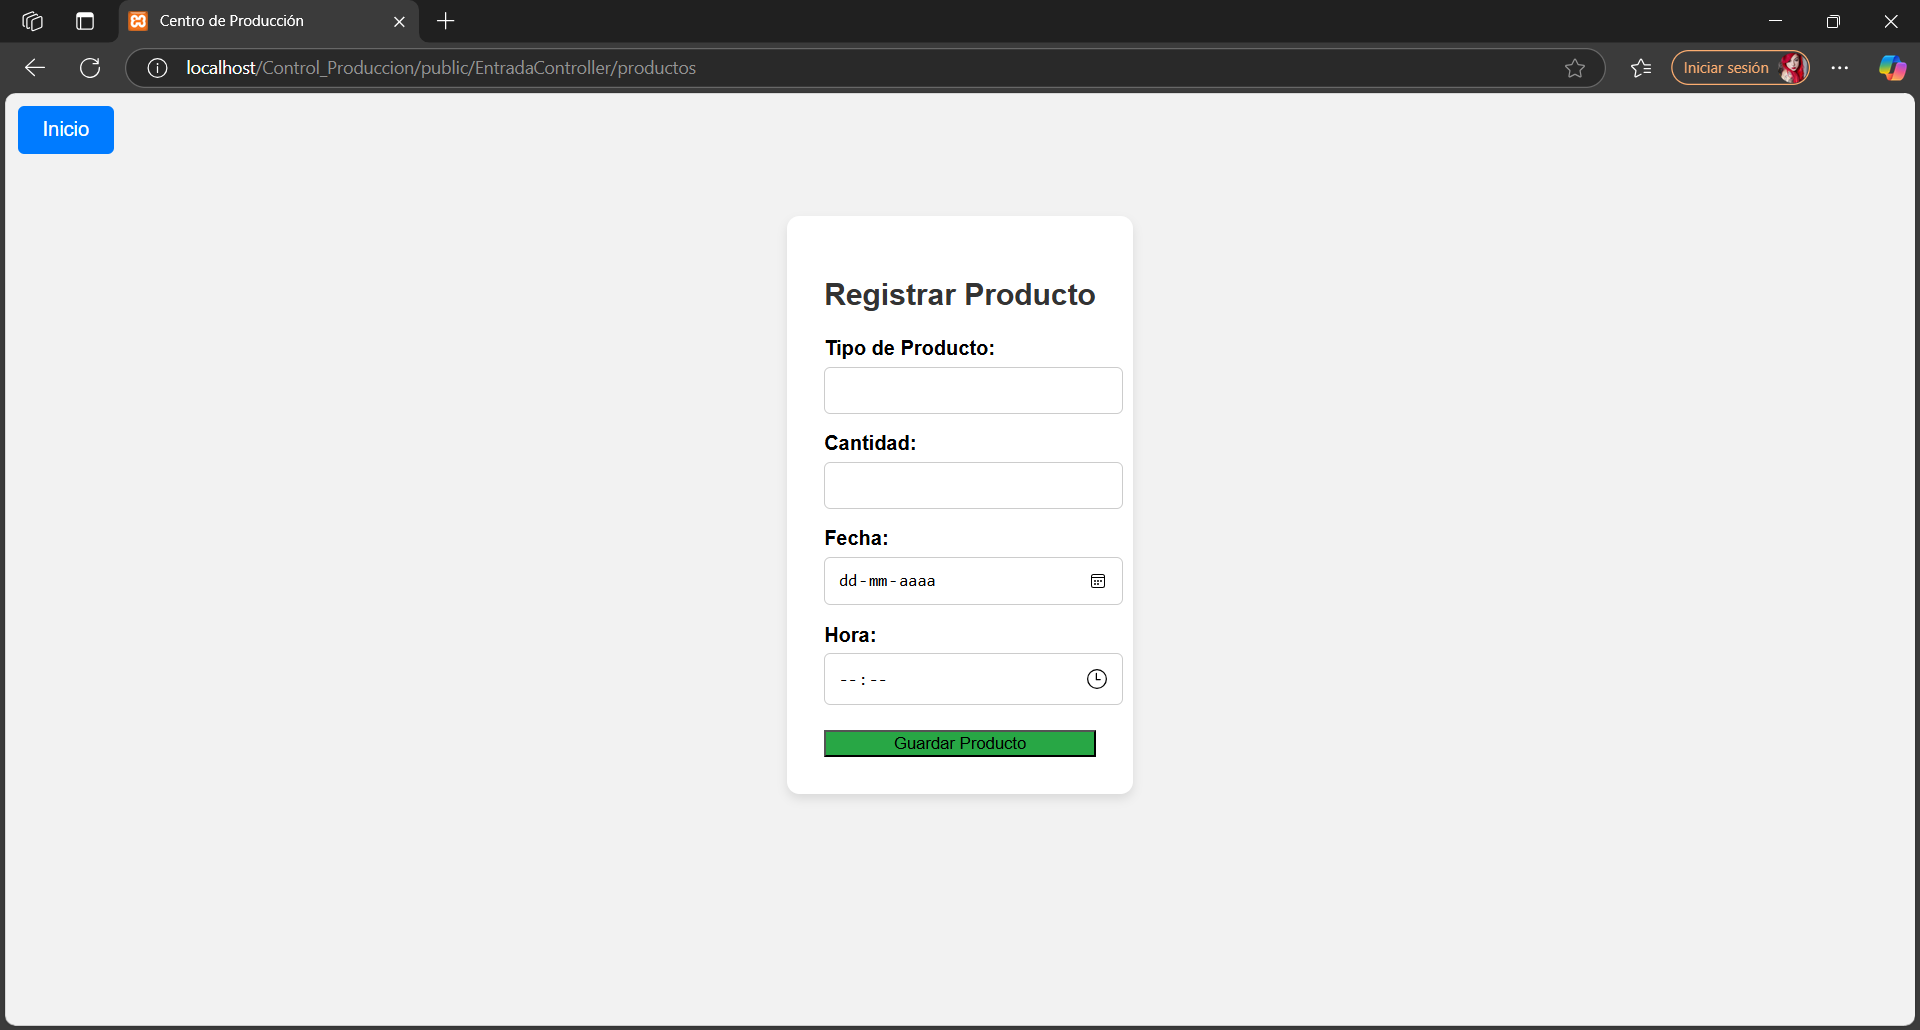 Centro de Producción
localhost/Control_Produccion/public/EntradaController/productos
Iniciar sesión
Inicio
Registrar Producto
Tipo de Producto:
Cantidad:
Fecha:
dd-mm-aaaa
Hora:
--:--
Guardar Producto